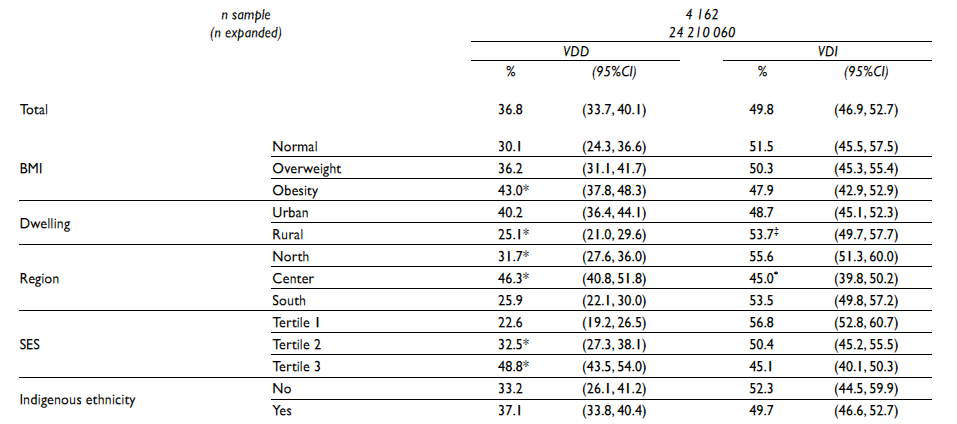 n sample 4 162
(n expanded) 24 210 060
VDD VDI
% (95%CI) % (95%CI)
Total 36.8 (33.7, 40.1) 49.8 (46.9, 52.7)
Normal 30.1 (24.3, 36.6) 51.5 (45.5, 57.5)
BMI Overweight 36.2 (31.1, 41.7) 50.3 (45.3, 55.4)
Obesity 43.0* (37.8, 48.3) 47.9 (42.9, 52.9)
Dwelling Urban 40.2 (36.4, 44.1) 48.7 (45.1, 52.3)
Rural 25.1* (21.0, 29.6) 53.7‡ (49.7, 57.7)
North 31.7* (27.6, 36.0) 55.6 (51.3, 60.0)
Region Center 46.3* (40.8, 51.8) 45.0* (39.8, 50.2)
South 25.9 (22.1, 30.0) 53.5 (49.8, 57.2)
Tertile 1 22.6 (19.2, 26.5) 56.8 (52.8, 60.7)
SES Tertile 2 32.5* (27.3, 38.1) 50.4 (45.2, 55.5)
Tertile 3 48.8* (43.5, 54.0) 45.1 (40.1, 50.3)
Indigenous ethnicity No 33.2 (26.1, 41.2) 52.3 (44.5, 59.9)
Yes 37.1 (33.8, 40.4) 49.7 (46.6, 52.7)